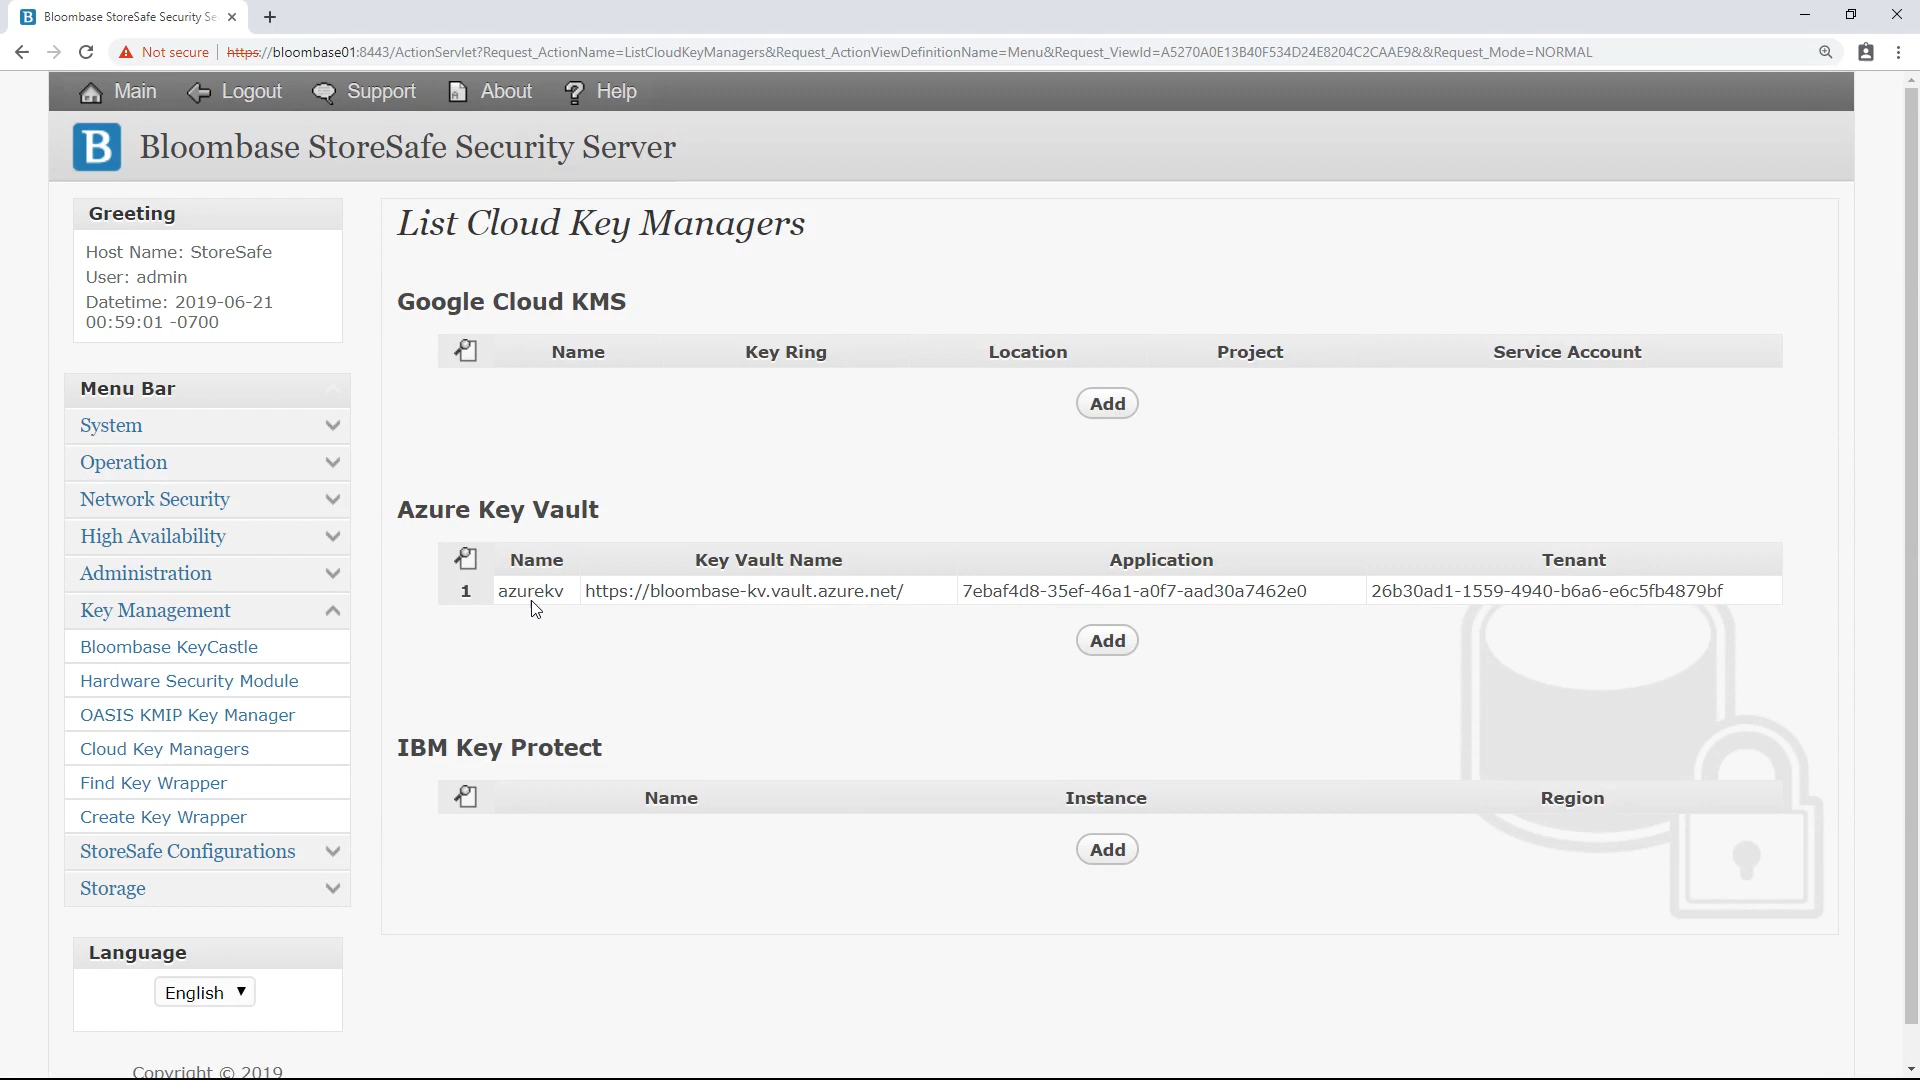 Bloombase StoreSafe Security Se
Not secure | https://bloombase01:8443/ActionServlet?Request_ActionName=ListCloudKeyManagers&Request_ActionViewDefinitionName=Menu&Request_ViewId=A5270A0E13B40F534D24E8204C2CAAE9&&Request_Mode=NORMAL
Main Logout Support About Help
B Bloombase StoreSafe Security Server
Greeting
Host Name: StoreSafe
User: admin
Datetime: 2019-06-21
00:59:01 -0700
Menu Bar
System
Operation
Network Security
High Availability
Administration
Key Management
Bloombase KeyCastle
Hardware Security Module
OASIS KMIP Key Manager
Cloud Key Managers
Find Key Wrapper
Create Key Wrapper
StoreSafe Configurations
Storage
Language
English
Copyright © 2019
List Cloud Key Managers
Google Cloud KMS
Name Key Ring Location Project Service Account
Add
Azure Key Vault
Name Key Vault Name Application Tenant
1 azurekv https://bloombase-kv.vault.azure.net/ 7ebaf4d8-35ef-46a1-a0f7-aad30a7462e0 26b30ad1-1559-4940-b6a6-e6c5fb4879bf
Add
IBM Key Protect
Name Instance Region
Add